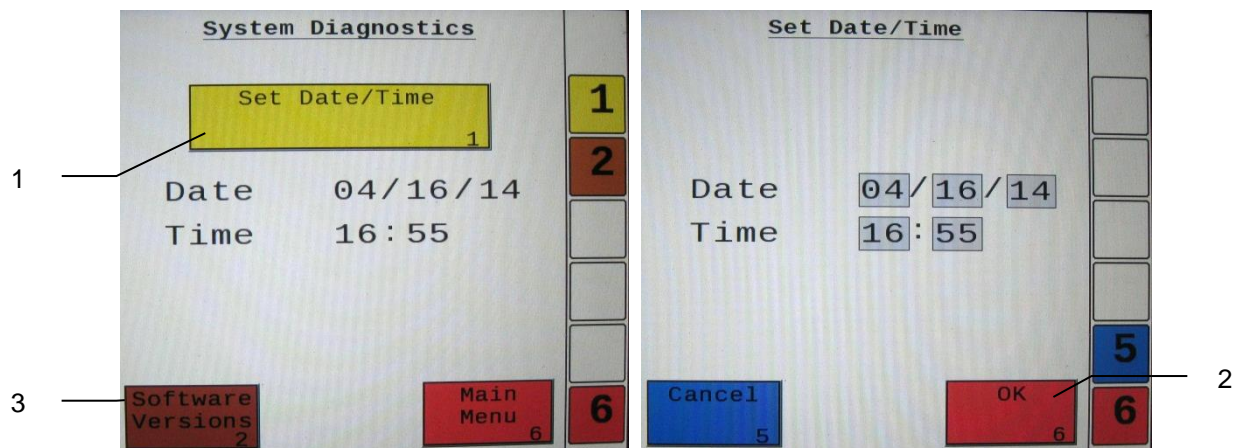 System Diagnostics
Set Date/Time
1
Date 04/16/14
Time 16:55
Software
Versions
2
Main
Menu
6
1
2
6
Set Date/Time
Date 04/16/14
Time 16:55
Cancel
5
OK
6
5
6
1
3
2